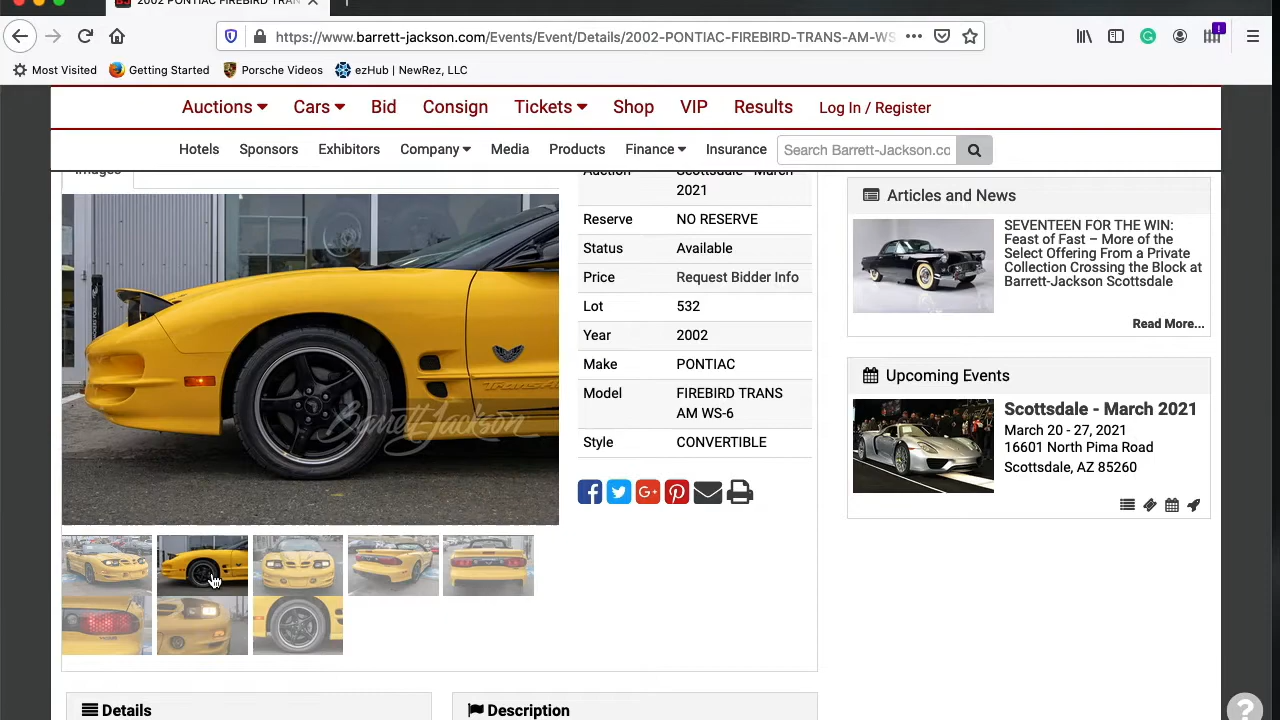 2002 PONTIAC FIREBIRD TRAN
https://www.barrett-jackson.com/Events/Event/Details/2002-PONTIAC-FIREBIRD-TRANS-AM-WS
Most Visited Getting Started Porsche Videos ezHub | NewRez, LLC
Auctions Cars Bid Consign Tickets Shop VIP Results Log In / Register
Hotels Sponsors Exhibitors Company Media Products Finance Insurance Search Barrett-Jackson.co
Images
Auction Scottsdale - March
2021
Reserve NO RESERVE
Status Available
Price Request Bidder Info
Lot 532
Year 2002
Make PONTIAC
Model FIREBIRD TRANS
AM WS-6
Style CONVERTIBLE
Trans Am
Barrett-Jackson
Articles and News
SEVENTEEN FOR THE WIN:
Feast of Fast – More of the
Select Offering From a Private
Collection Crossing the Block at
Barrett-Jackson Scottsdale
Read More...
Upcoming Events
Scottsdale - March 2021
March 20 - 27, 2021
16601 North Pima Road
Scottsdale, AZ 85260
Details
Description